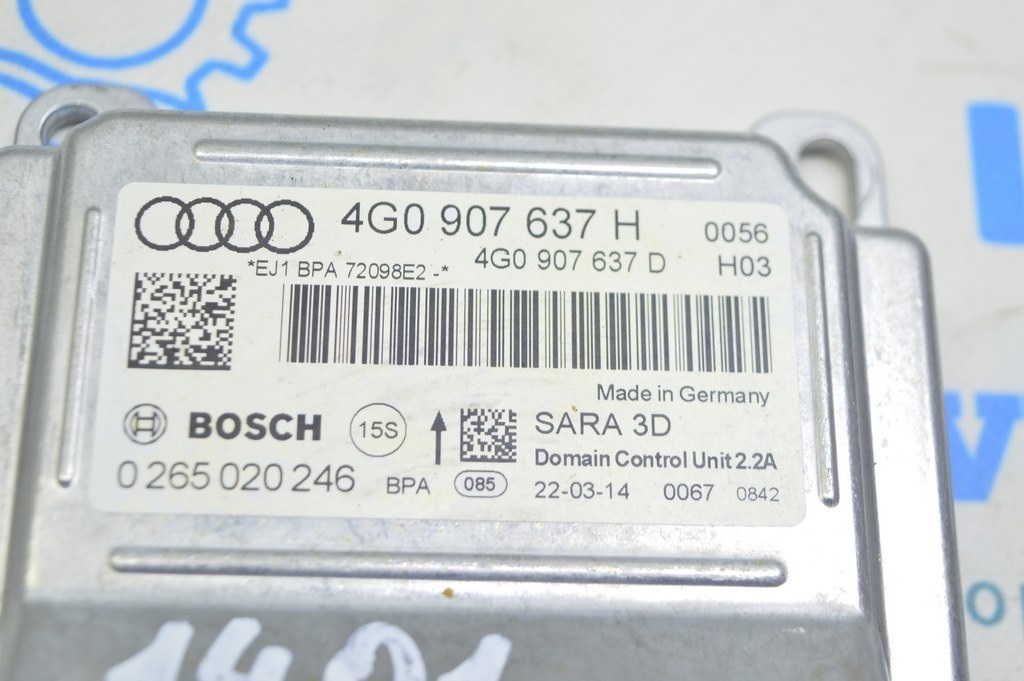 4G0 907 637 H 0056
4G0 907 637 D H03
*EJ1 BPA 72098E2 -*
Made in Germany
BOSCH 15S SARA 3D
Domain Control Unit 2.2A
0 265 020 246 BPA 085 22-03-14 0067 0842
1401